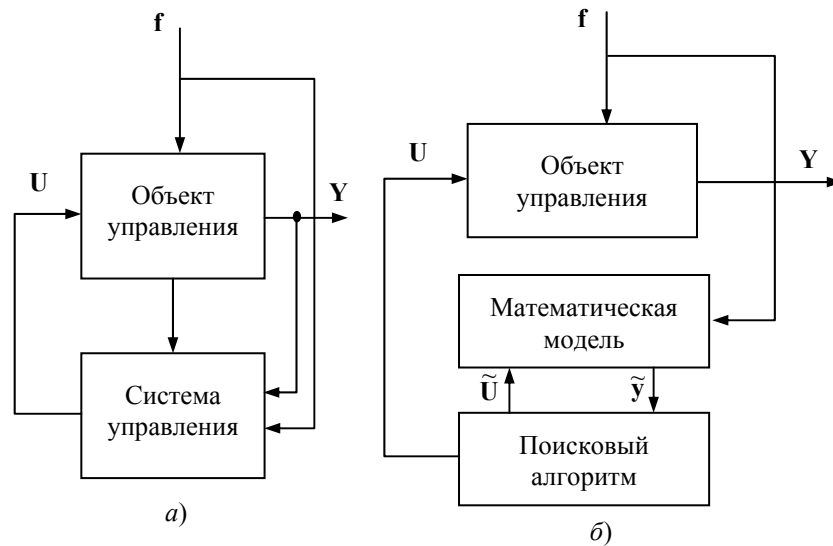 f
U
Объект
управления
Y
Система
управления
а)
f
U
Объект
управления
Y
Математическая
модель
Ũ
ỹ
Поисковый
алгоритм
б)